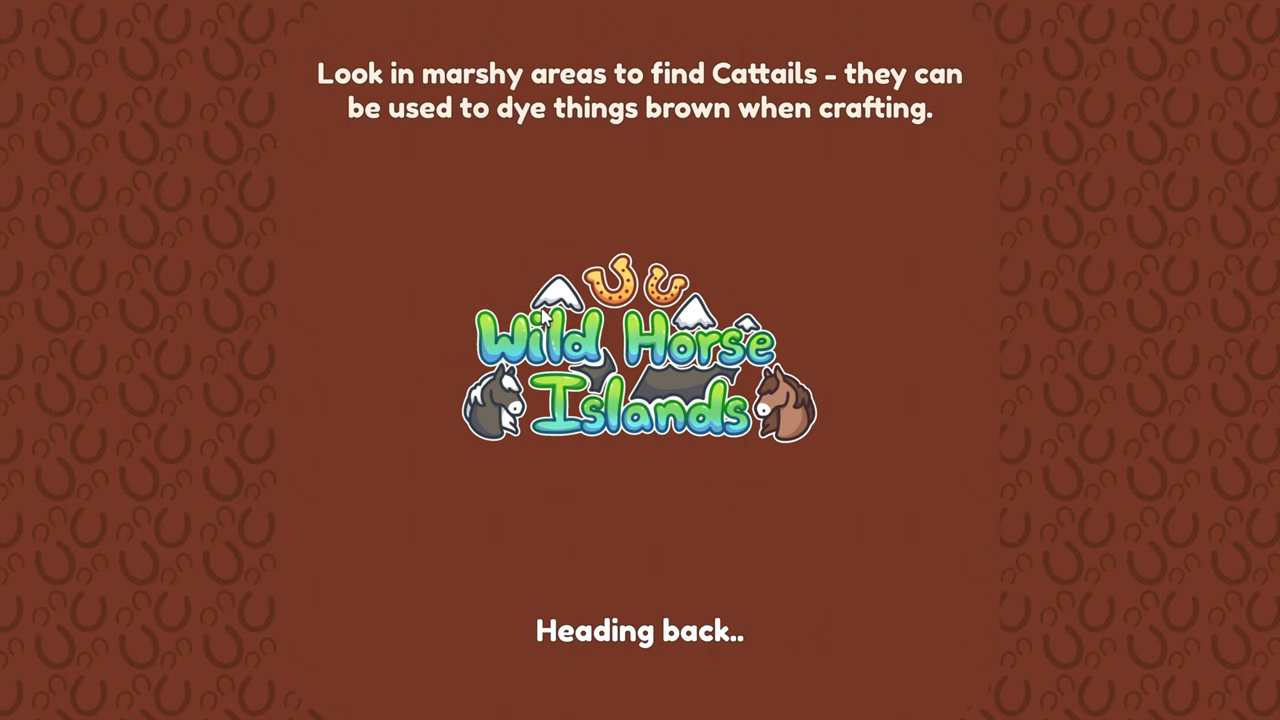 Look in marshy areas to find Cattails - they can
be used to dye things brown when crafting.
Wild Horse
Islands
Heading back..